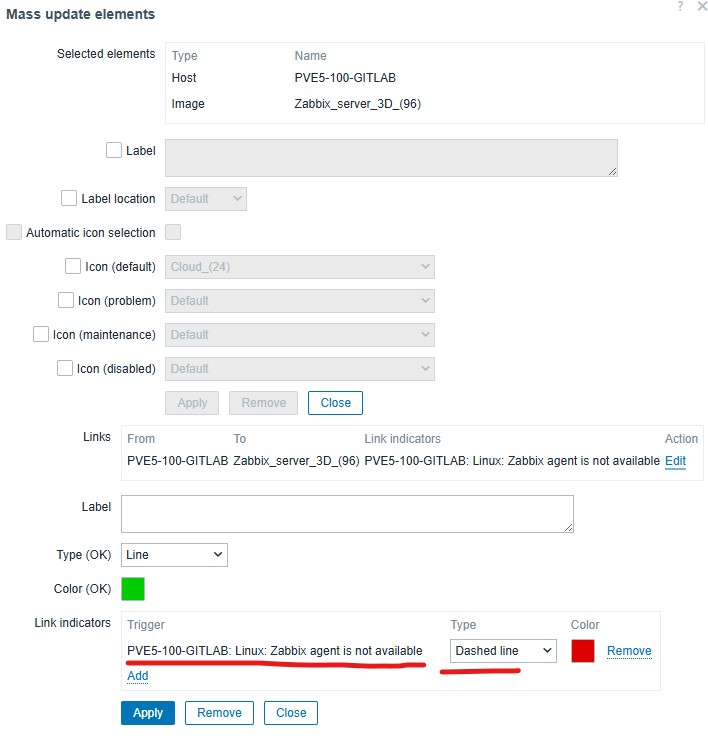 Mass update elements ?
Selected elements
Type Name
Host PVE5-100-GITLAB
Image Zabbix_server_3D_(96)
Label
Label location Default
Automatic icon selection
Icon (default) Cloud_(24)
Icon (problem) Default
Icon (maintenance) Default
Icon (disabled) Default
Apply Remove Close
Links From To Link indicators Action
PVE5-100-GITLAB Zabbix_server_3D_(96) PVE5-100-GITLAB: Linux: Zabbix agent is not available Edit
Label
Type (OK) Line
Color (OK)
Link indicators Trigger Type Color
PVE5-100-GITLAB: Linux: Zabbix agent is not available Dashed line Remove
Add
Apply Remove Close